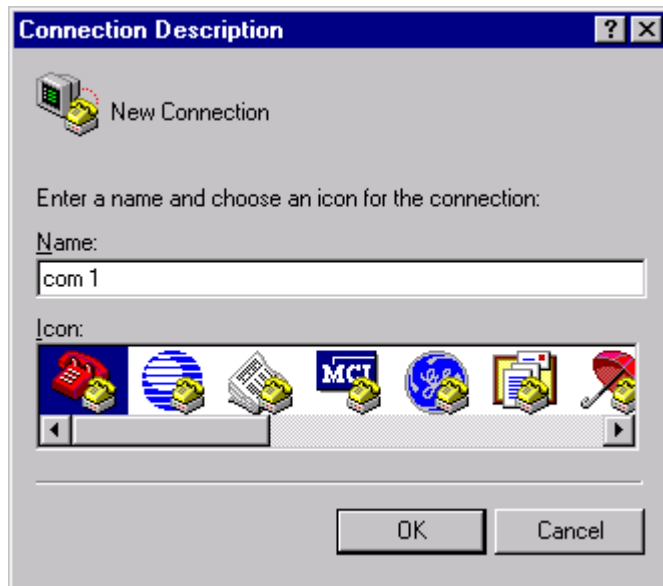 Connection Description
New Connection
Enter a name and choose an icon for the connection:
Name:
com 1
Icon:
MCI
OK Cancel